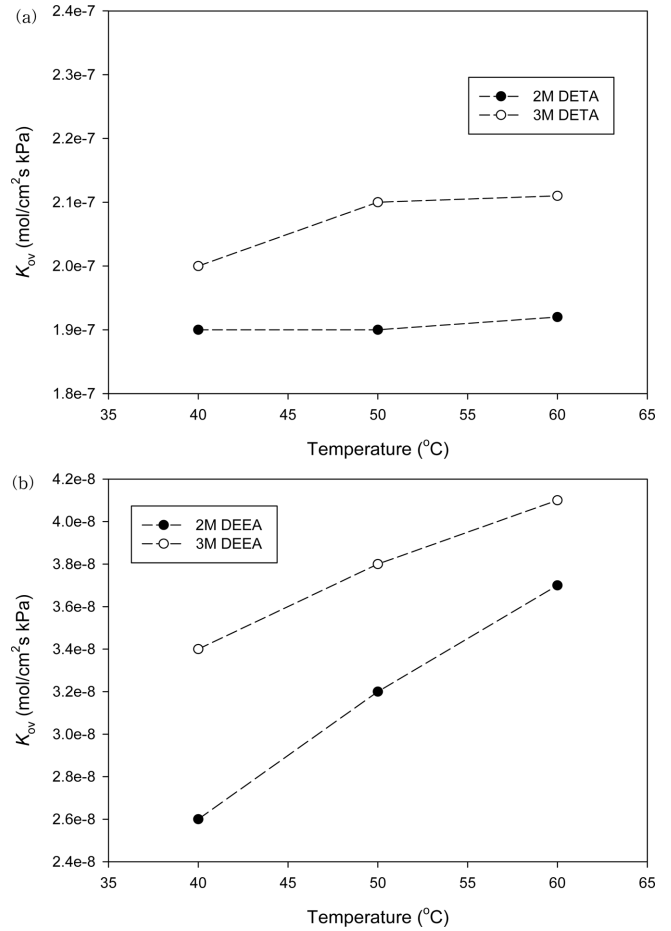 (a)
2.4e-7
2.3e-7
2.2e-7
2.1e-7
2.0e-7
1.9e-7
1.8e-7
K_ov (mol/cm²s kPa)
2M DETA
3M DETA
35 40 45 50 55 60 65
Temperature (°C)
(b)
4.2e-8
4.0e-8
3.8e-8
3.6e-8
3.4e-8
3.2e-8
3.0e-8
2.8e-8
2.6e-8
2.4e-8
K_ov (mol/cm²s kPa)
2M DEEA
3M DEEA
35 40 45 50 55 60 65
Temperature (°C)